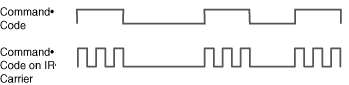 Command•
Code
Command•
Code on IR·
Carrier